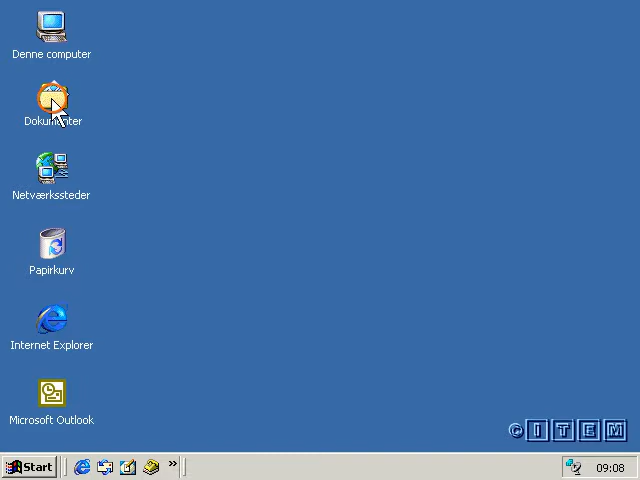 Denne computer
Dokumenter
Netværkssteder
Papirkurv
Internet Explorer
Microsoft Outlook
© ITEM
Start
»
09:08